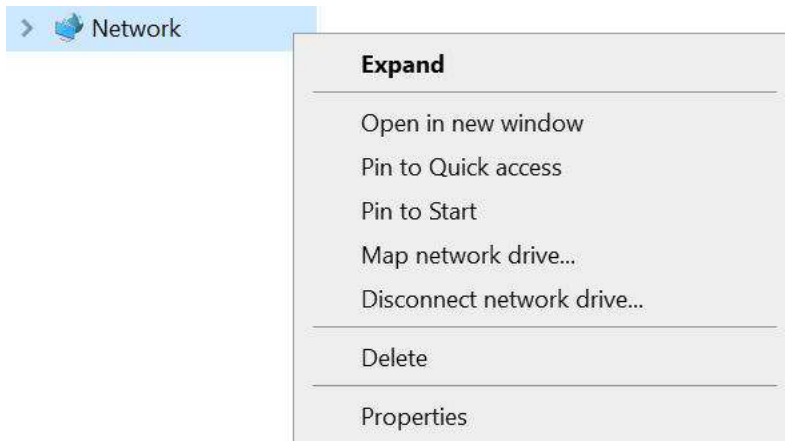 Network
Expand
Open in new window
Pin to Quick access
Pin to Start
Map network drive...
Disconnect network drive...
Delete
Properties